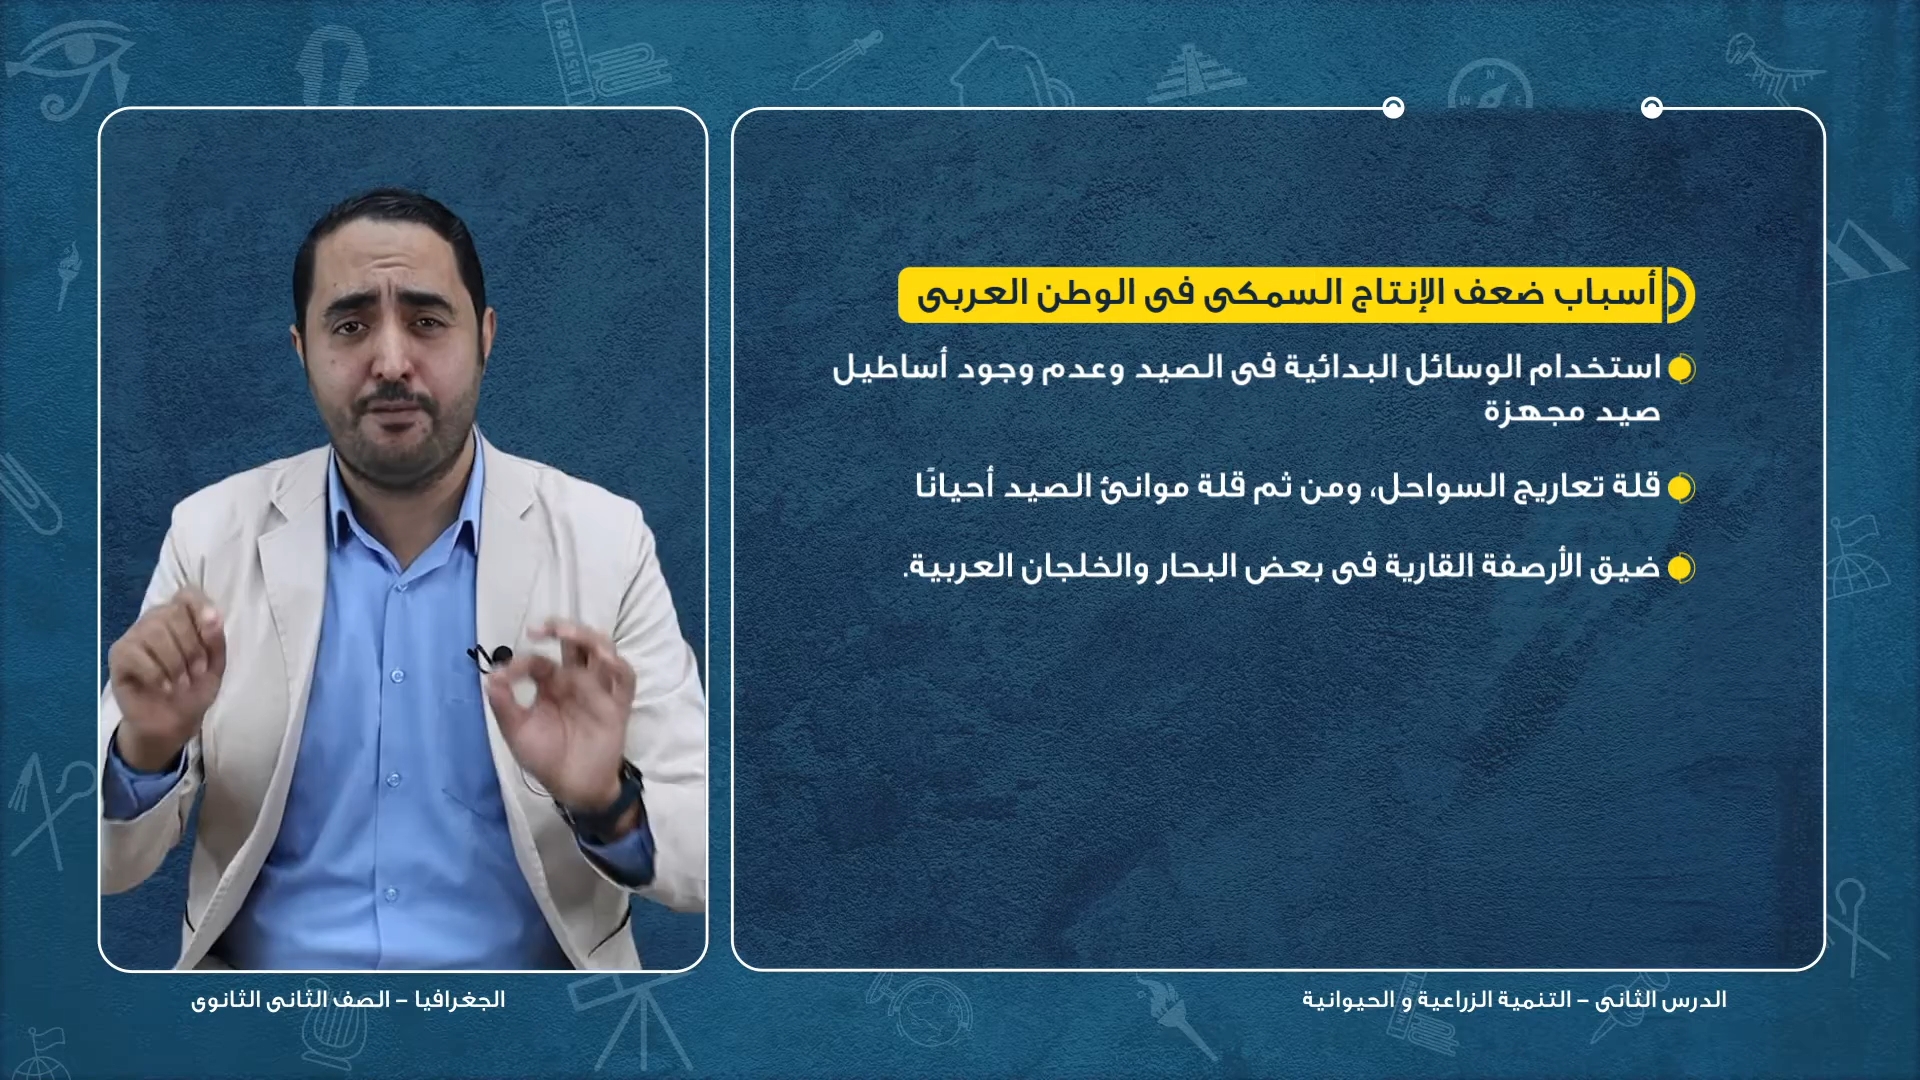 أسباب ضعف الإنتاج السمكى فى الوطن العربى
استخدام الوسائل البدائية فى الصيد وعدم وجود أساطيل
صيد مجهزة
قلة تعاريج السواحل، ومن ثم قلة موانئ الصيد أحيانًا
ضيق الأرصفة القارية فى بعض البحار والخلجان العربية.
الدرس الثانى – التنمية الزراعية و الحيوانية
الجغرافيا – الصف الثانى الثانوى
HISTORY
N
W
E